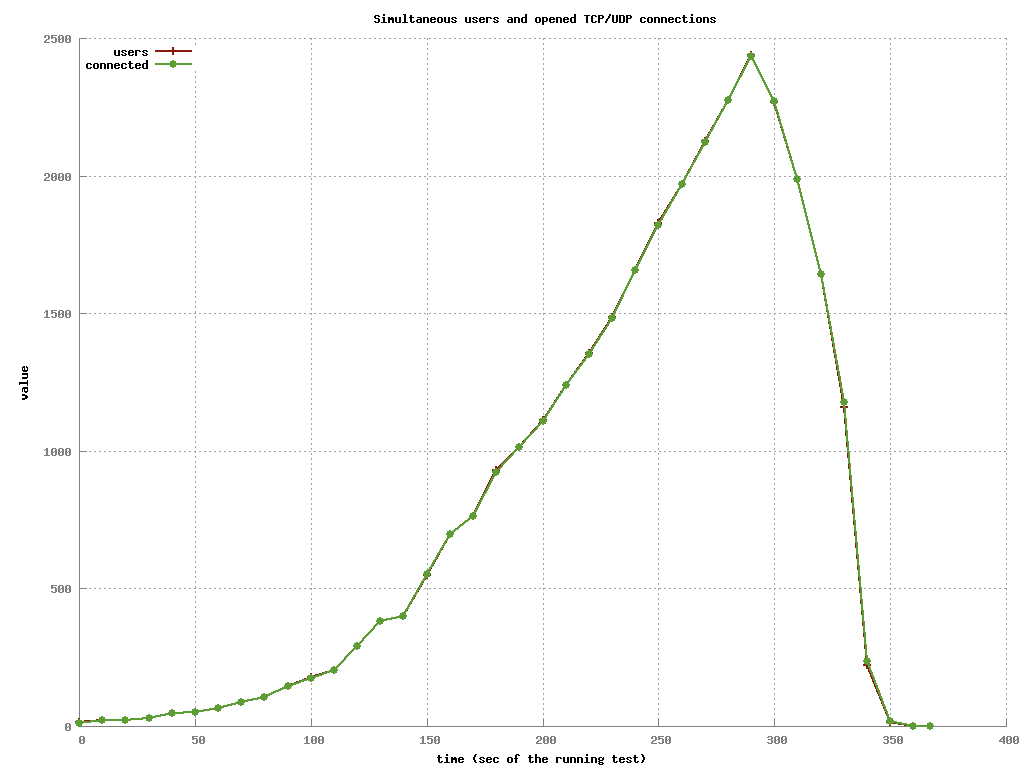 Simultaneous users and opened TCP/UDP connections
2500
users
connected
2000
1500
value
1000
500
0
0 50 100 150 200 250 300 350 400
time (sec of the running test)